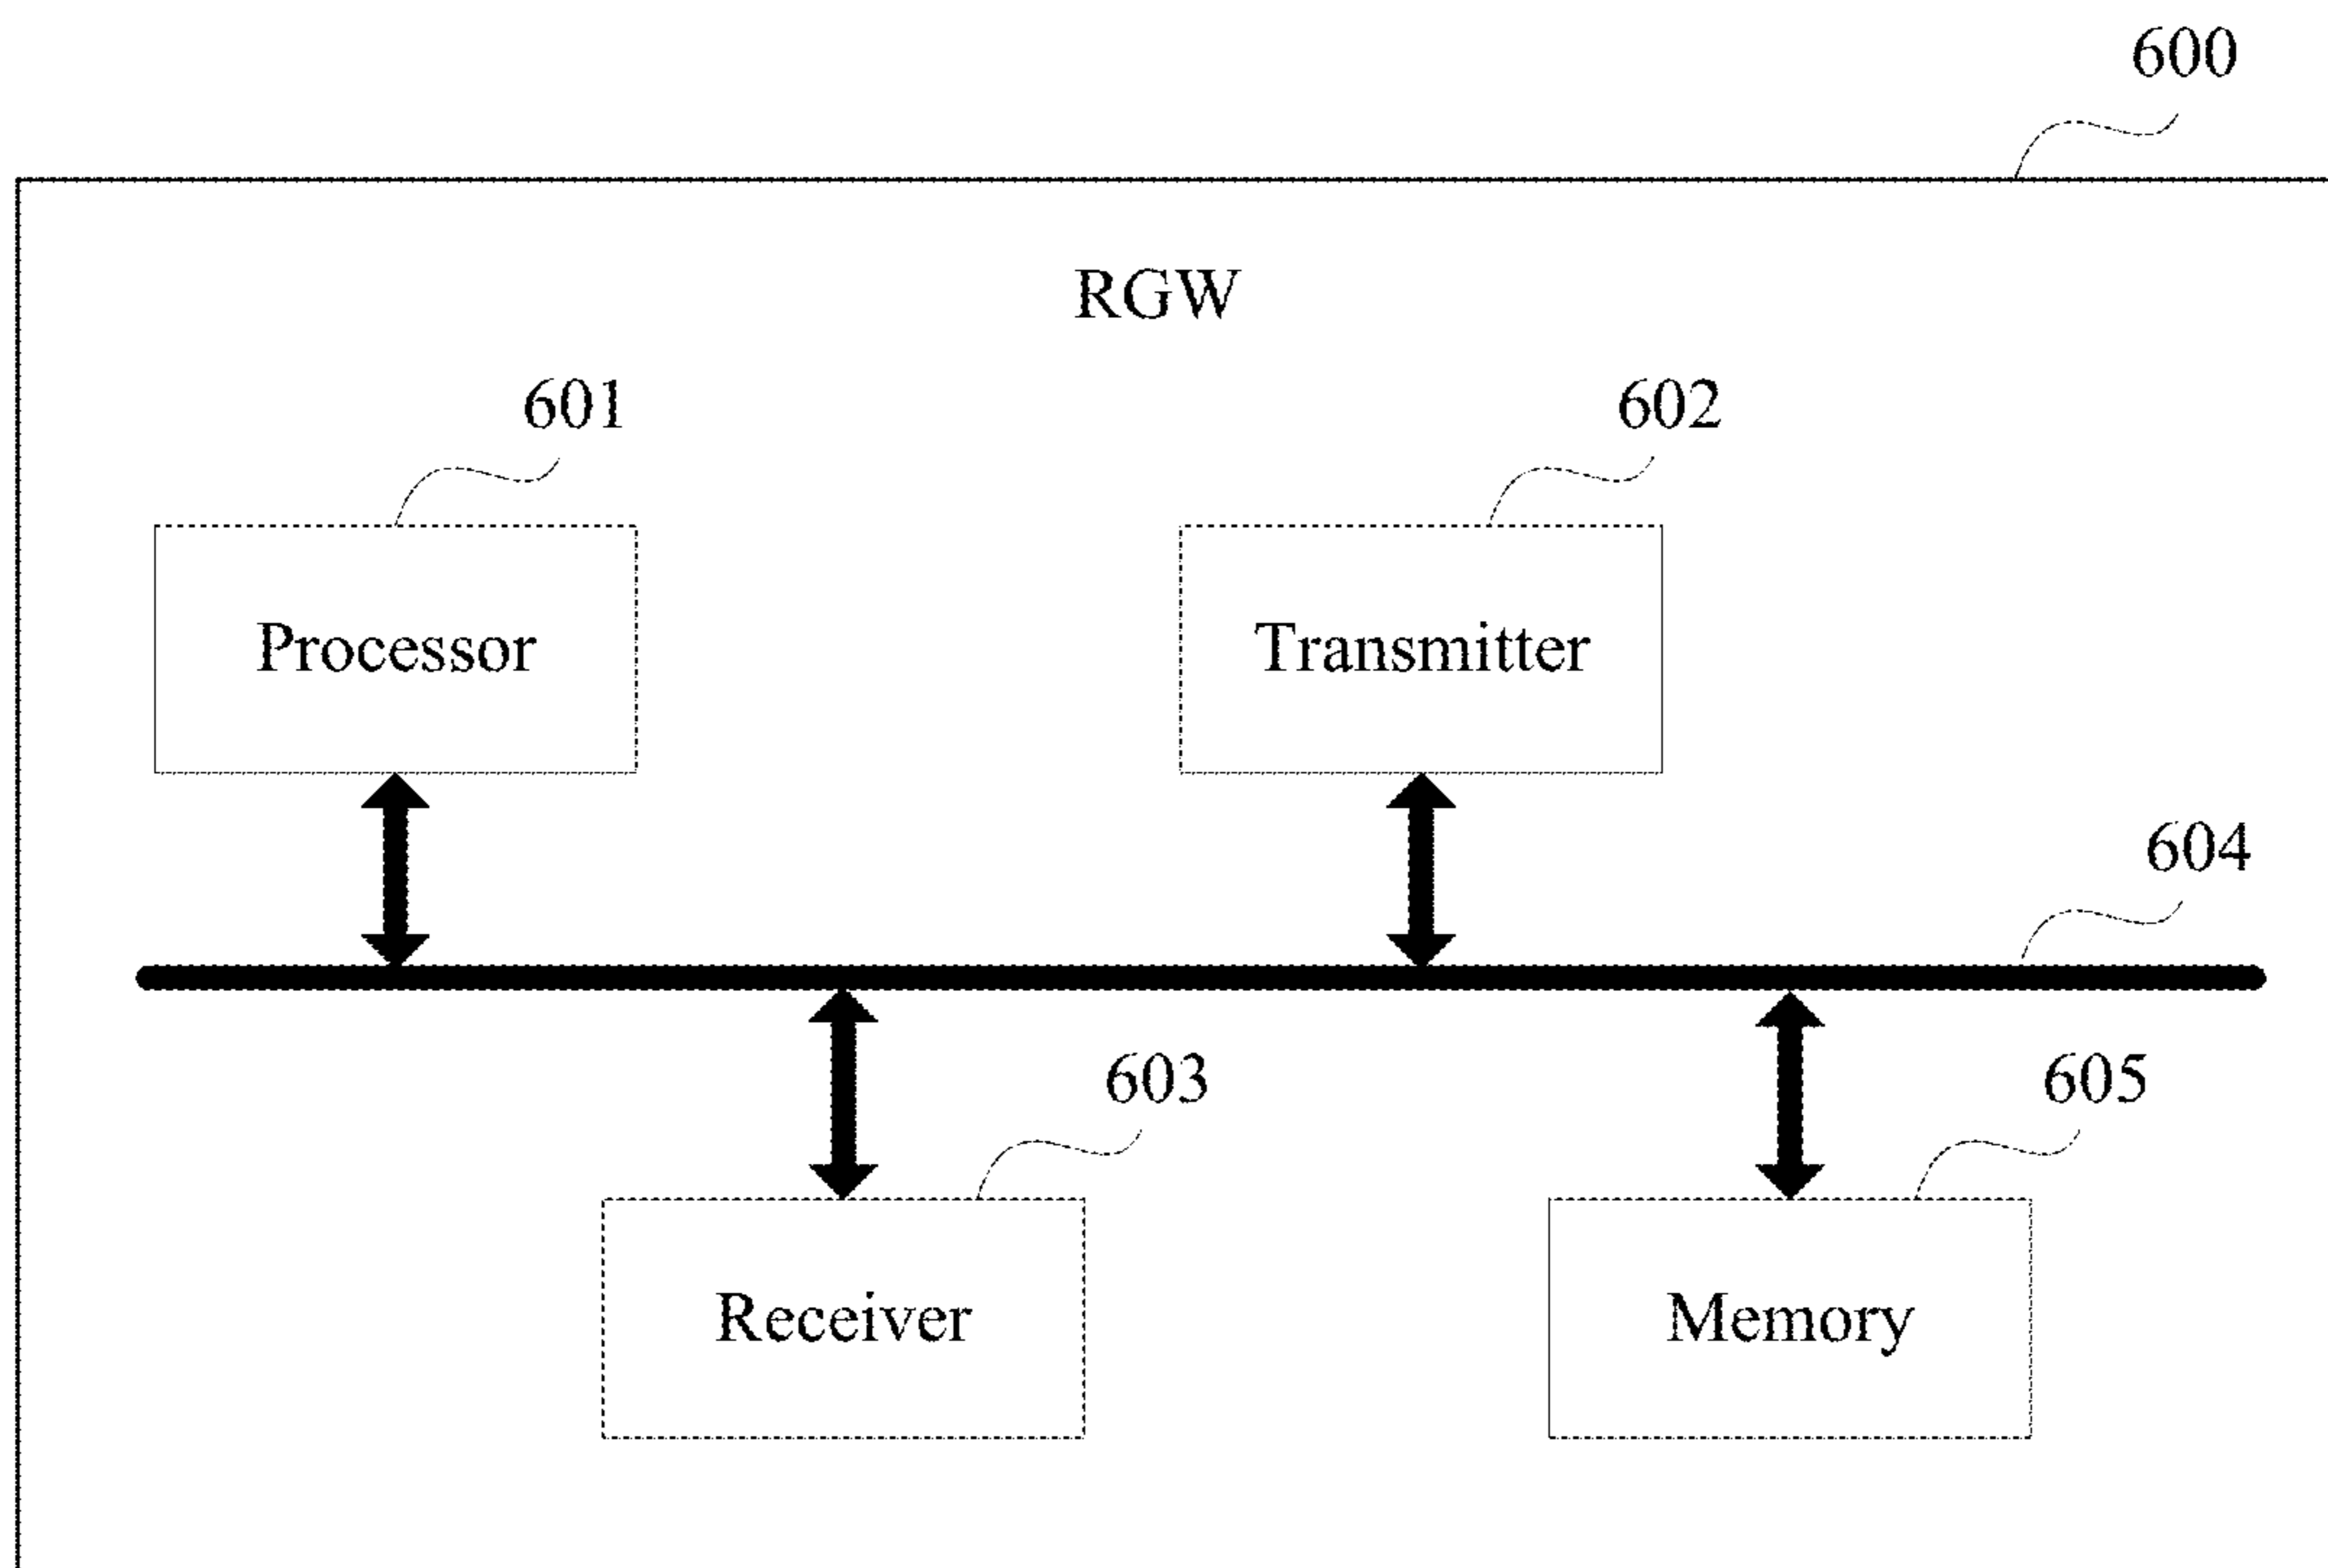 600
RGW
601
602
Processor
Transmitter
604
603
605
Receiver
Memory